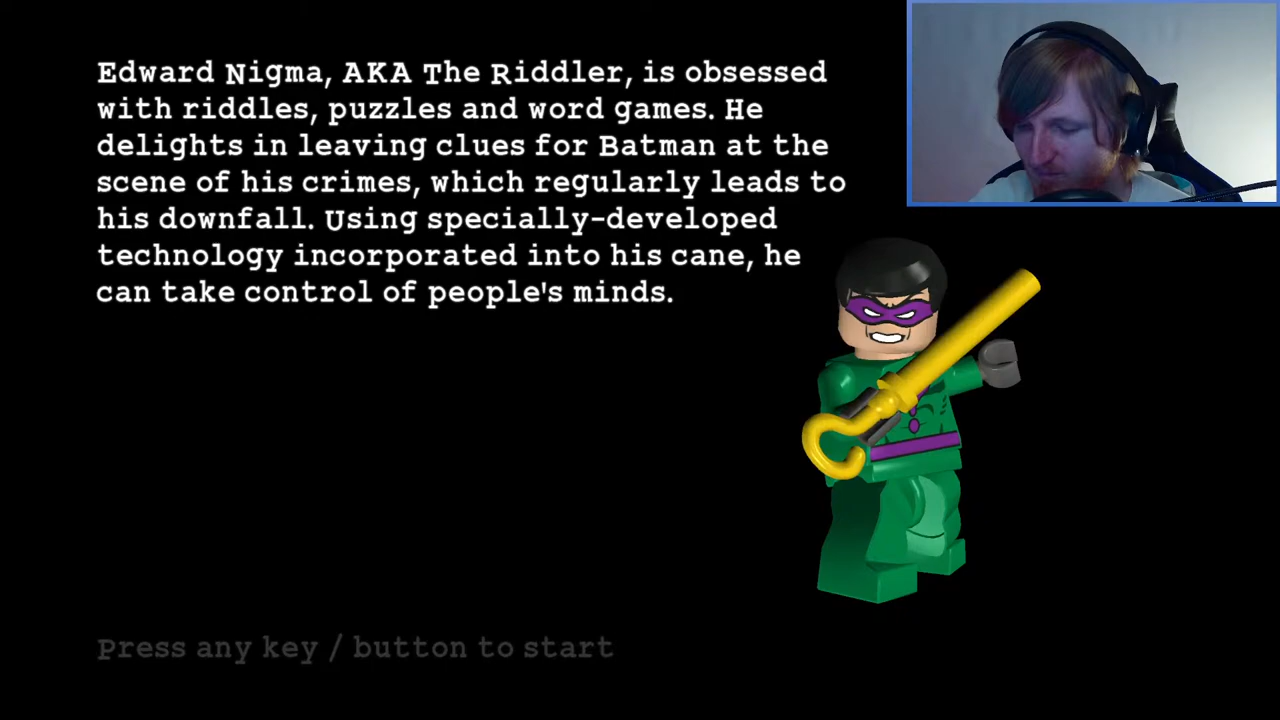 Edward Nigma, AKA The Riddler, is obsessed
with riddles, puzzles and word games. He
delights in leaving clues for Batman at the
scene of his crimes, which regularly leads to
his downfall. Using specially-developed
technology incorporated into his cane, he
can take control of people's minds.
Press any key / button to start